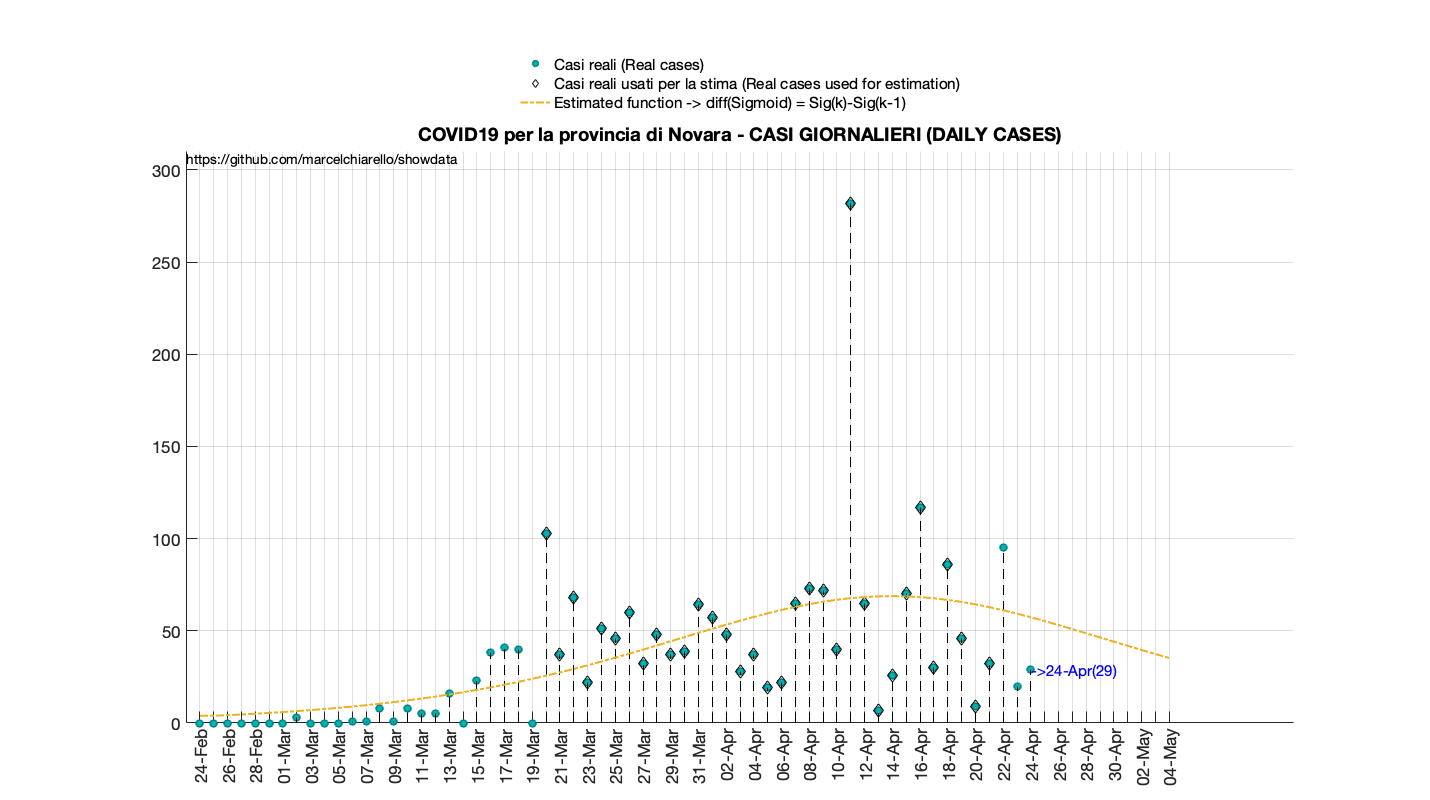 Casi reali (Real cases)
Casi reali usati per la stima (Real cases used for estimation)
Estimated function -> diff(Sigmoid) = Sig(k)-Sig(k-1)
COVID19 per la provincia di Novara - CASI GIORNALIERI (DAILY CASES)
https://github.com/marcelchiarello/showdata
300
250
200
150
100
50
0
->24-Apr(29)
24-Feb
26-Feb
28-Feb
01-Mar
03-Mar
05-Mar
07-Mar
09-Mar
11-Mar
13-Mar
15-Mar
17-Mar
19-Mar
21-Mar
23-Mar
25-Mar
27-Mar
29-Mar
31-Mar
02-Apr
04-Apr
06-Apr
08-Apr
10-Apr
12-Apr
14-Apr
16-Apr
18-Apr
20-Apr
22-Apr
24-Apr
26-Apr
28-Apr
30-Apr
02-May
04-May